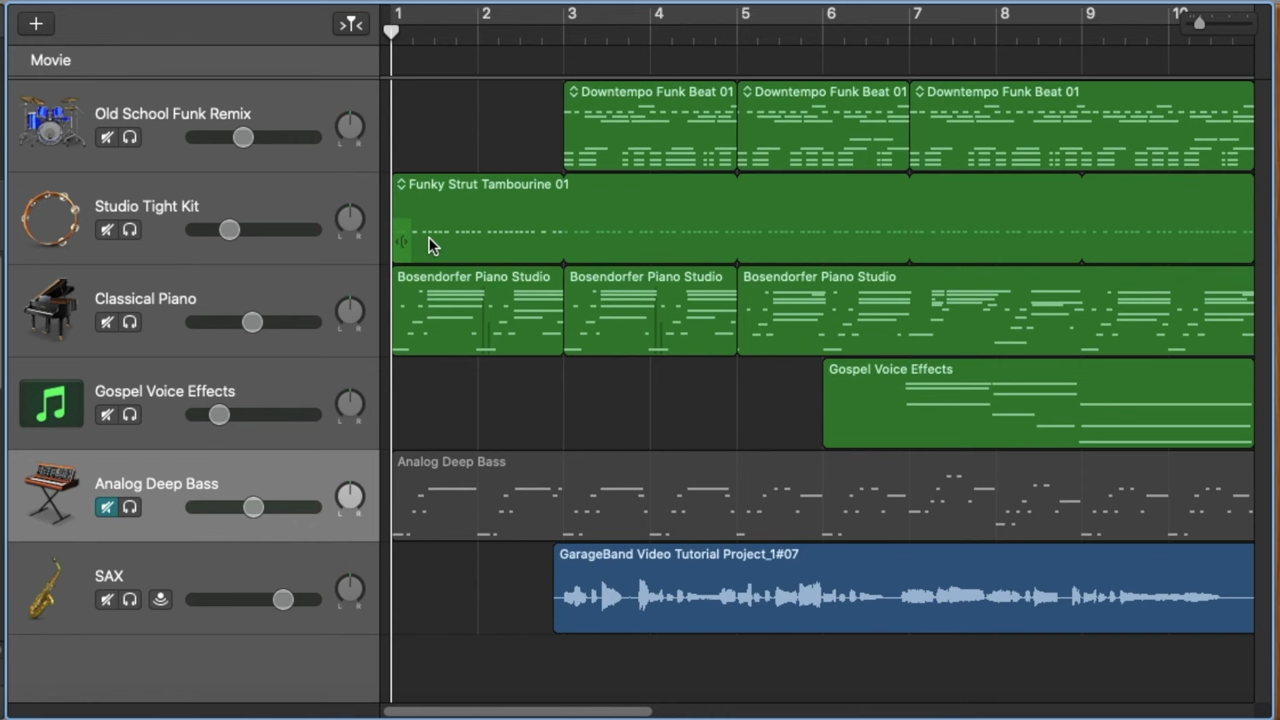 1 2 3 4 5 6 7 8 9 10
Movie
Old School Funk Remix
Downtempo Funk Beat 01 Downtempo Funk Beat 01 Downtempo Funk Beat 01
L R
Studio Tight Kit
Funky Strut Tambourine 01
L R
Classical Piano
Bosendorfer Piano Studio Bosendorfer Piano Studio Bosendorfer Piano Studio
L R
Gospel Voice Effects
Gospel Voice Effects
L R
Analog Deep Bass
Analog Deep Bass
L R
SAX
GarageBand Video Tutorial Project_1#07
L R